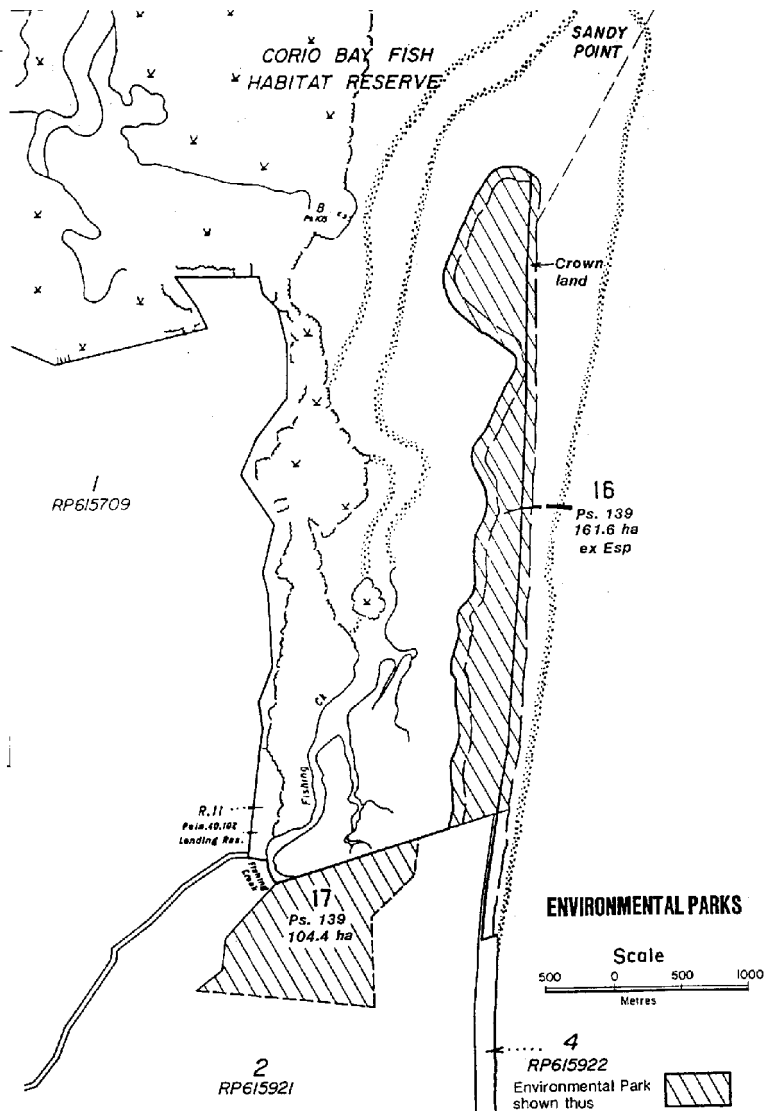 CORIO BAY FISH
HABITAT RESERVE
SANDY
POINT
B
Crown
land
1
RP615709
16
Ps. 139
161.6 ha
ex Esp
Ck
Fishing
R.11
Landing Res.
Fishing
Creek
17
Ps. 139
104.4 ha
ENVIRONMENTAL PARKS
Scale
500 0 500 1000
Metres
2
RP615921
4
RP615922
Environmental Park
shown thus